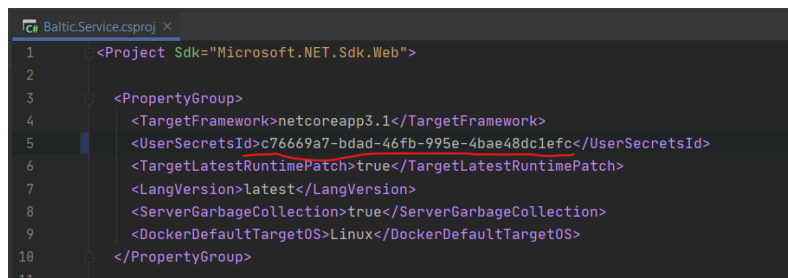 C# Baltic.Service.csproj ×
1 <Project Sdk="Microsoft.NET.Sdk.Web">
2
3 <PropertyGroup>
4 <TargetFramework>netcoreapp3.1</TargetFramework>
5 <UserSecretsId>c76669a7-bdad-46fb-995e-4bae48dc1efc</UserSecretsId>
6 <TargetLatestRuntimePatch>true</TargetLatestRuntimePatch>
7 <LangVersion>latest</LangVersion>
8 <ServerGarbageCollection>true</ServerGarbageCollection>
9 <DockerDefaultTargetOS>Linux</DockerDefaultTargetOS>
10 </PropertyGroup>
11